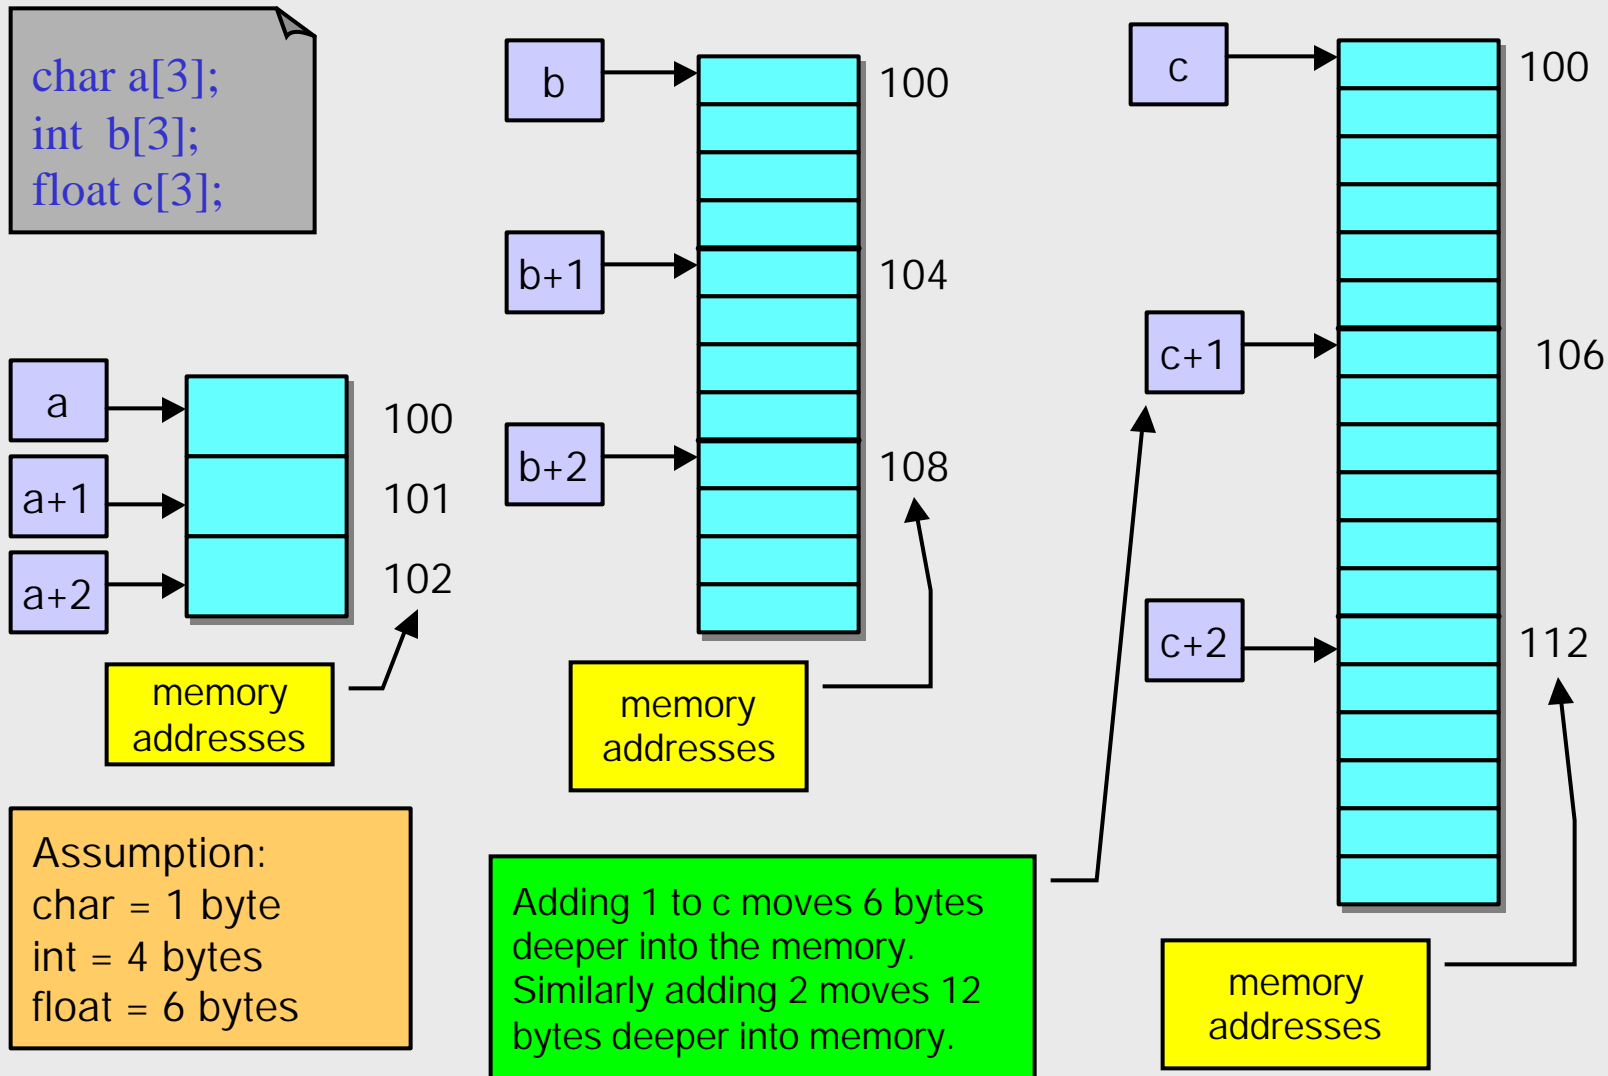 char a[3];
int  b[3];
float c[3];
a
a+1
a+2
100
101
102
memory
addresses
b
b+1
b+2
100
104
108
memory
addresses
c
c+1
c+2
100
106
112
memory
addresses
Assumption:
char = 1 byte
int = 4 bytes
float = 6 bytes
Adding 1 to c moves 6 bytes
deeper into the memory.
Similarly adding 2 moves 12
bytes deeper into memory.